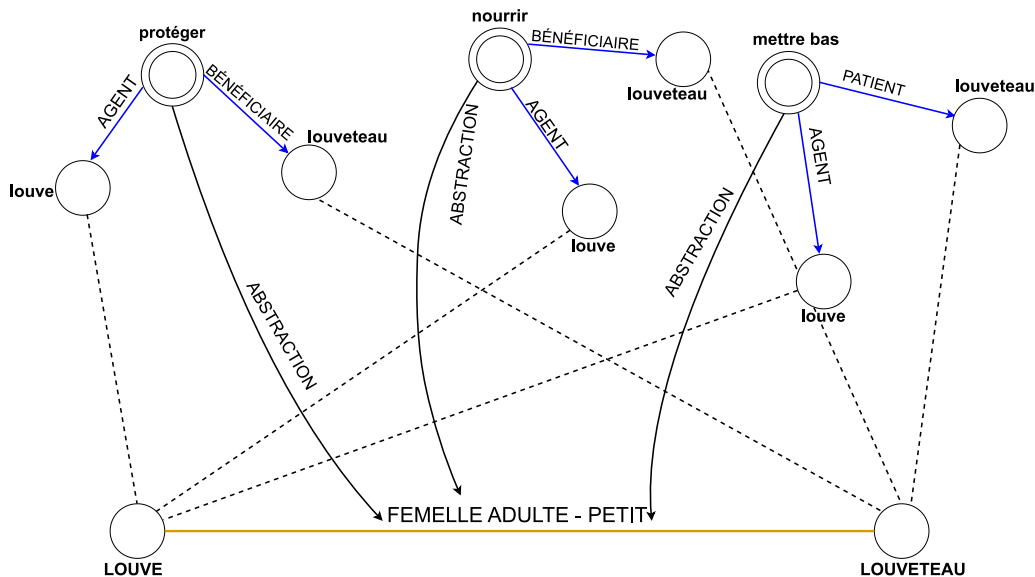 protéger
nourrir
mettre bas
AGENT
BÉNÉFICIAIRE
BÉNÉFICIAIRE
PATIENT
louve
louveteau
louveteau
louveteau
AGENT
louve
AGENT
louve
ABSTRACTION
ABSTRACTION
ABSTRACTION
FEMELLE ADULTE - PETIT
LOUVE
LOUVETEAU